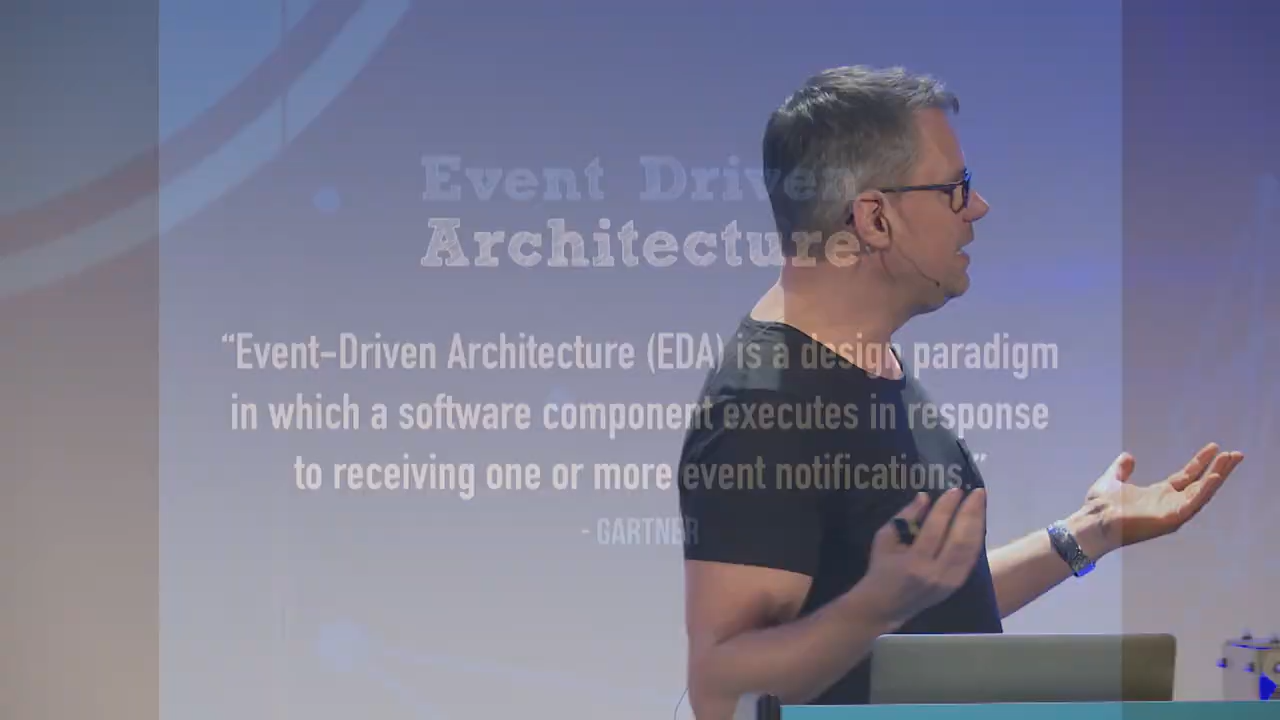 Event Driven
Architecture
“Event-Driven Architecture (EDA) is a design paradigm
in which a software component executes in response
to receiving one or more event notifications.”
- GARTNER